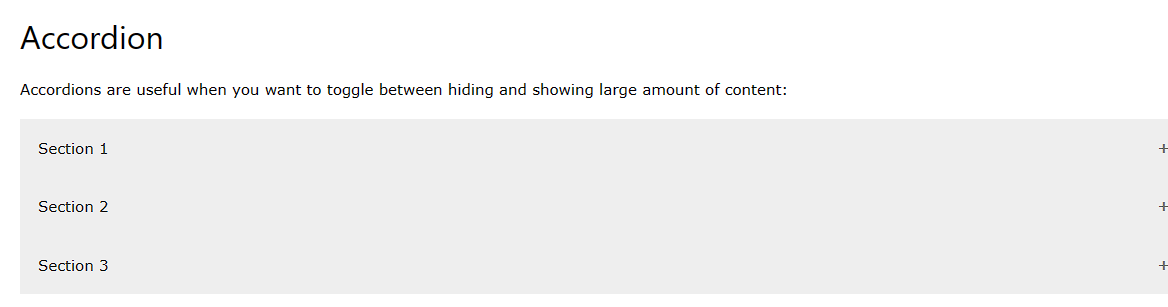 Accordion
Accordions are useful when you want to toggle between hiding and showing large amount of content:
Section 1 +
Section 2 +
Section 3 +